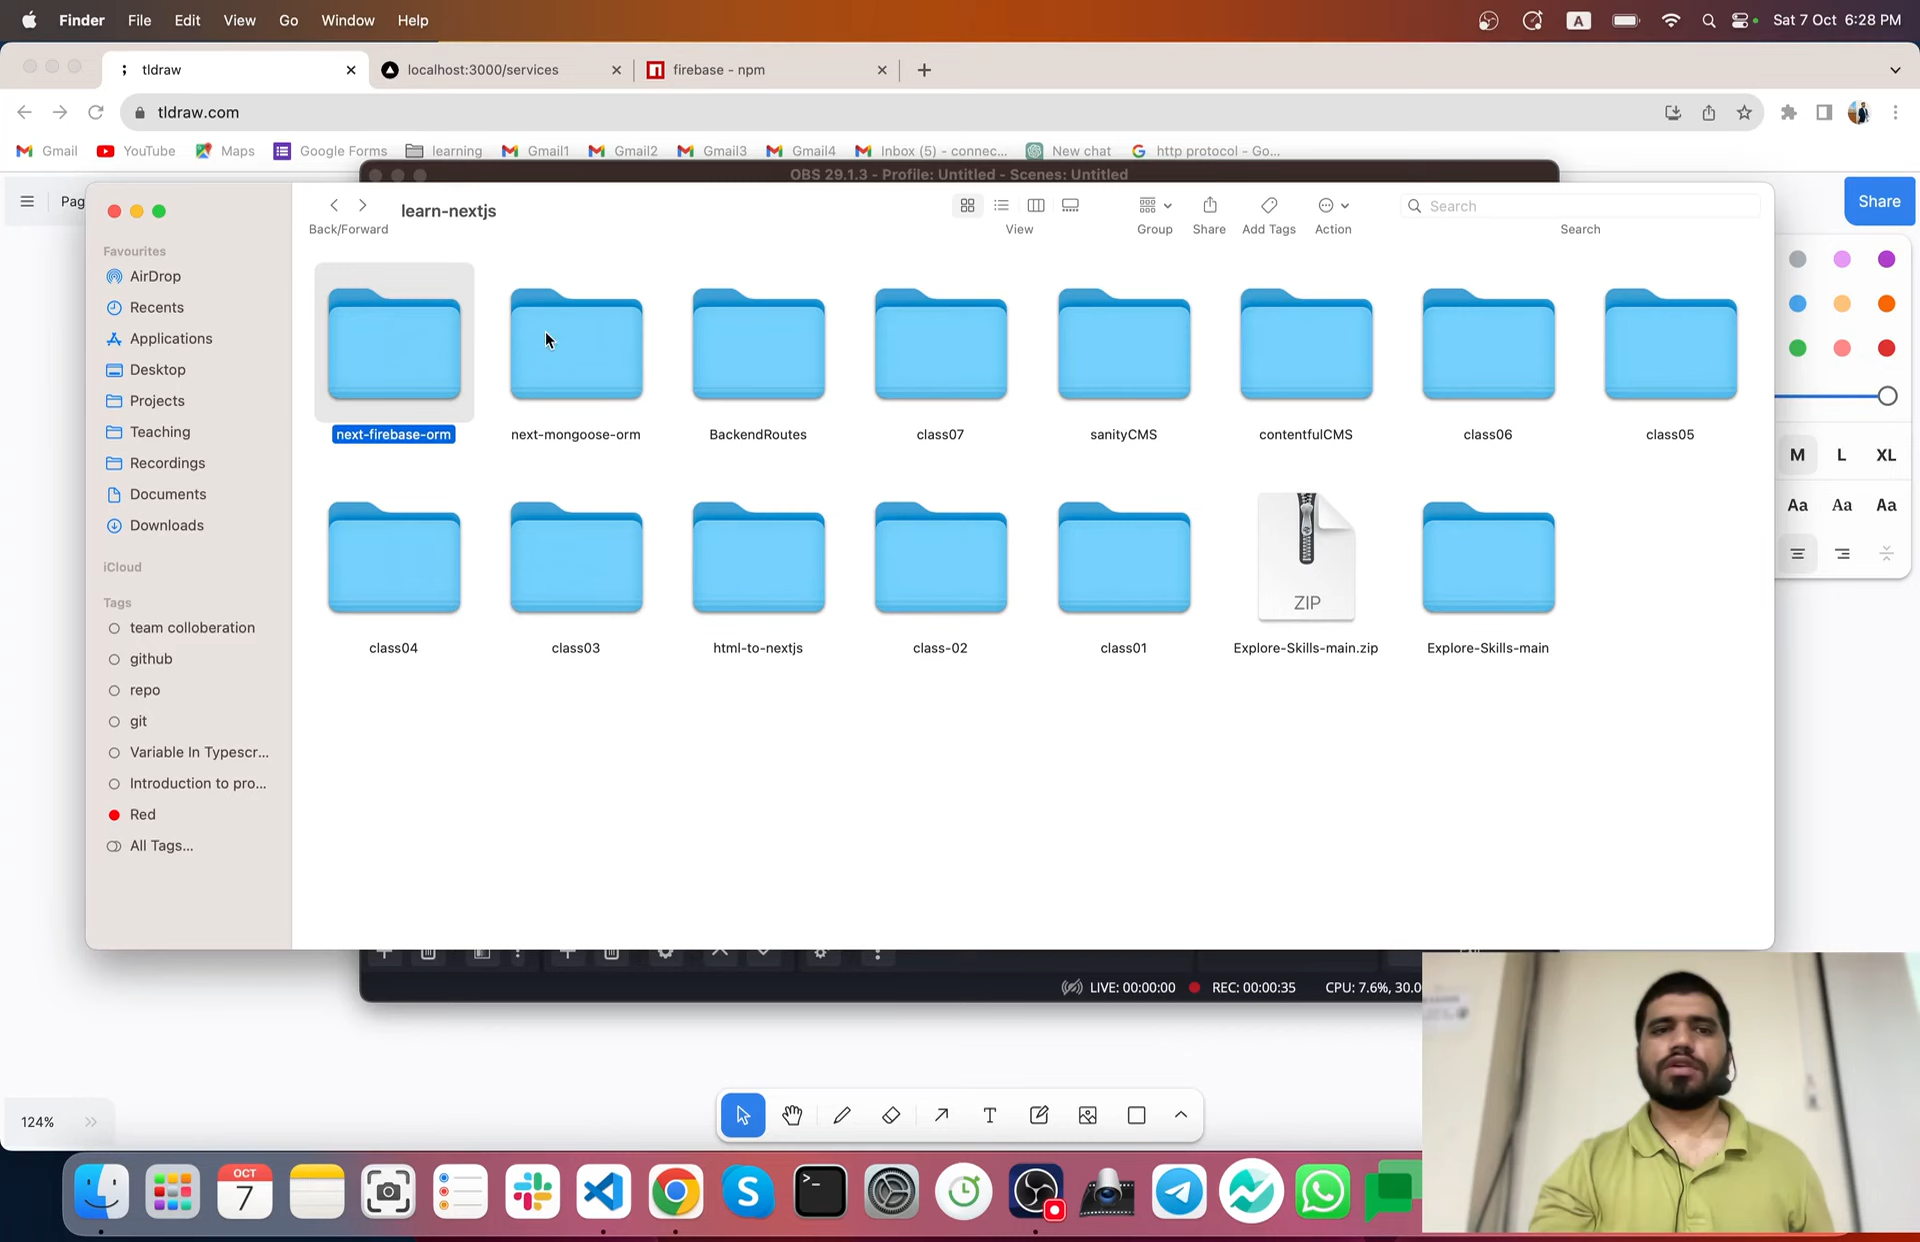 Finder File Edit View Go Window Help
A Sat 7 Oct 6:28 PM
tldraw localhost:3000/services firebase - npm
tldraw.com
Gmail YouTube Maps Google Forms learning Gmail1 Gmail2 Gmail3 Gmail4 Inbox (5) - connec... New chat http protocol - Go...
OBS 29.1.3 - Profile: Untitled - Scenes: Untitled
Pag
Share
learn-nextjs
Search
Back/Forward View Group Share Add Tags Action Search
Favourites
AirDrop
Recents
Applications
Desktop
Projects
Teaching
Recordings
Documents
Downloads
iCloud
Tags
team colloberation
github
repo
git
Variable In Typescr...
Introduction to pro...
Red
All Tags...
next-firebase-orm next-mongoose-orm BackendRoutes class07 sanityCMS contentfulCMS class06 class05
ZIP
class04 class03 html-to-nextjs class-02 class01 Explore-Skills-main.zip Explore-Skills-main
M L XL
Aa Aa Aa
LIVE: 00:00:00 REC: 00:00:35 CPU: 7.6%, 30.0
124%
T
OCT
7
S